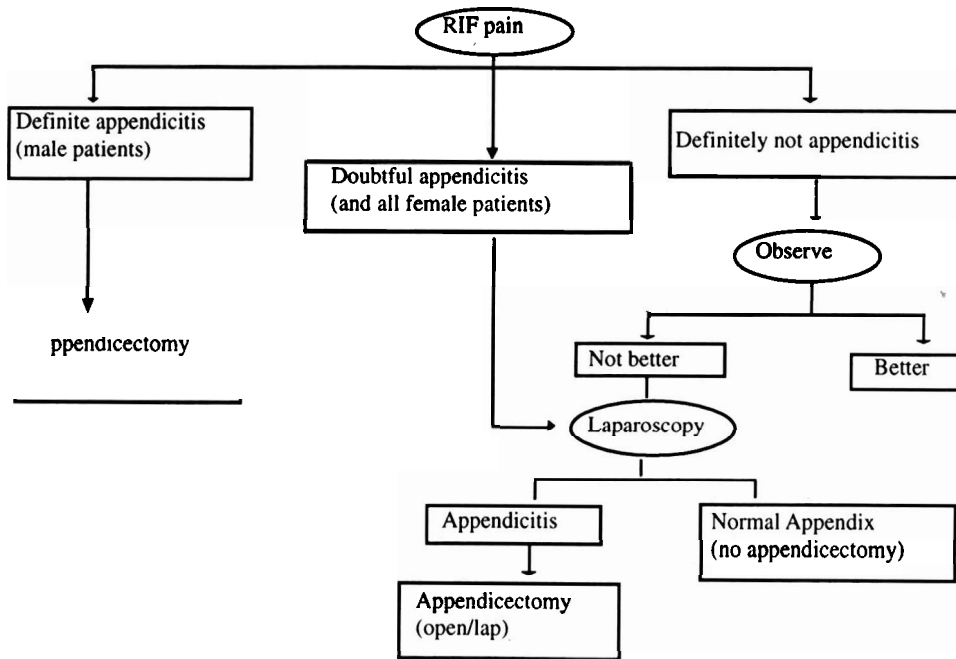 RIF pain
Definite appendicitis
(male patients)
Doubtful appendicitis
(and all female patients)
Definitely not appendicitis
Observe
ppendicectomy
Not better
Better
Laparoscopy
Appendicitis
Normal Appendix
(no appendicectomy)
Appendicectomy
(open/lap)